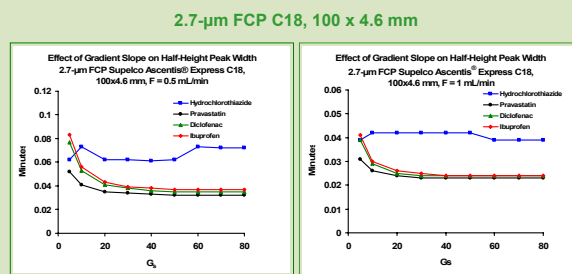 2.7-µm FCP C18, 100 x 4.6 mm
Effect of Gradient Slope on Half-Height Peak Width
2.7-µm FCP Supelco Ascentis® Express C18,
100x4.6 mm, F = 0.5 mL/min
0.12
0.1
0.08
0.06
0.04
0.02
0
Minutes
Hydrochlorothiazide
Pravastatin
Diclofenac
Ibuprofen
0 20 40 60 80
Gs
Effect of Gradient Slope on Half-Height Peak Width
2.7-µm FCP Supelco Ascentis® Express C18,
100x4.6 mm, F = 1 mL/min
0.1
0.08
0.06
0.04
0.02
0
Minutes
Hydrochlorothiazide
Pravastatin
Diclofenac
Ibuprofen
0 20 40 60 80
Gs